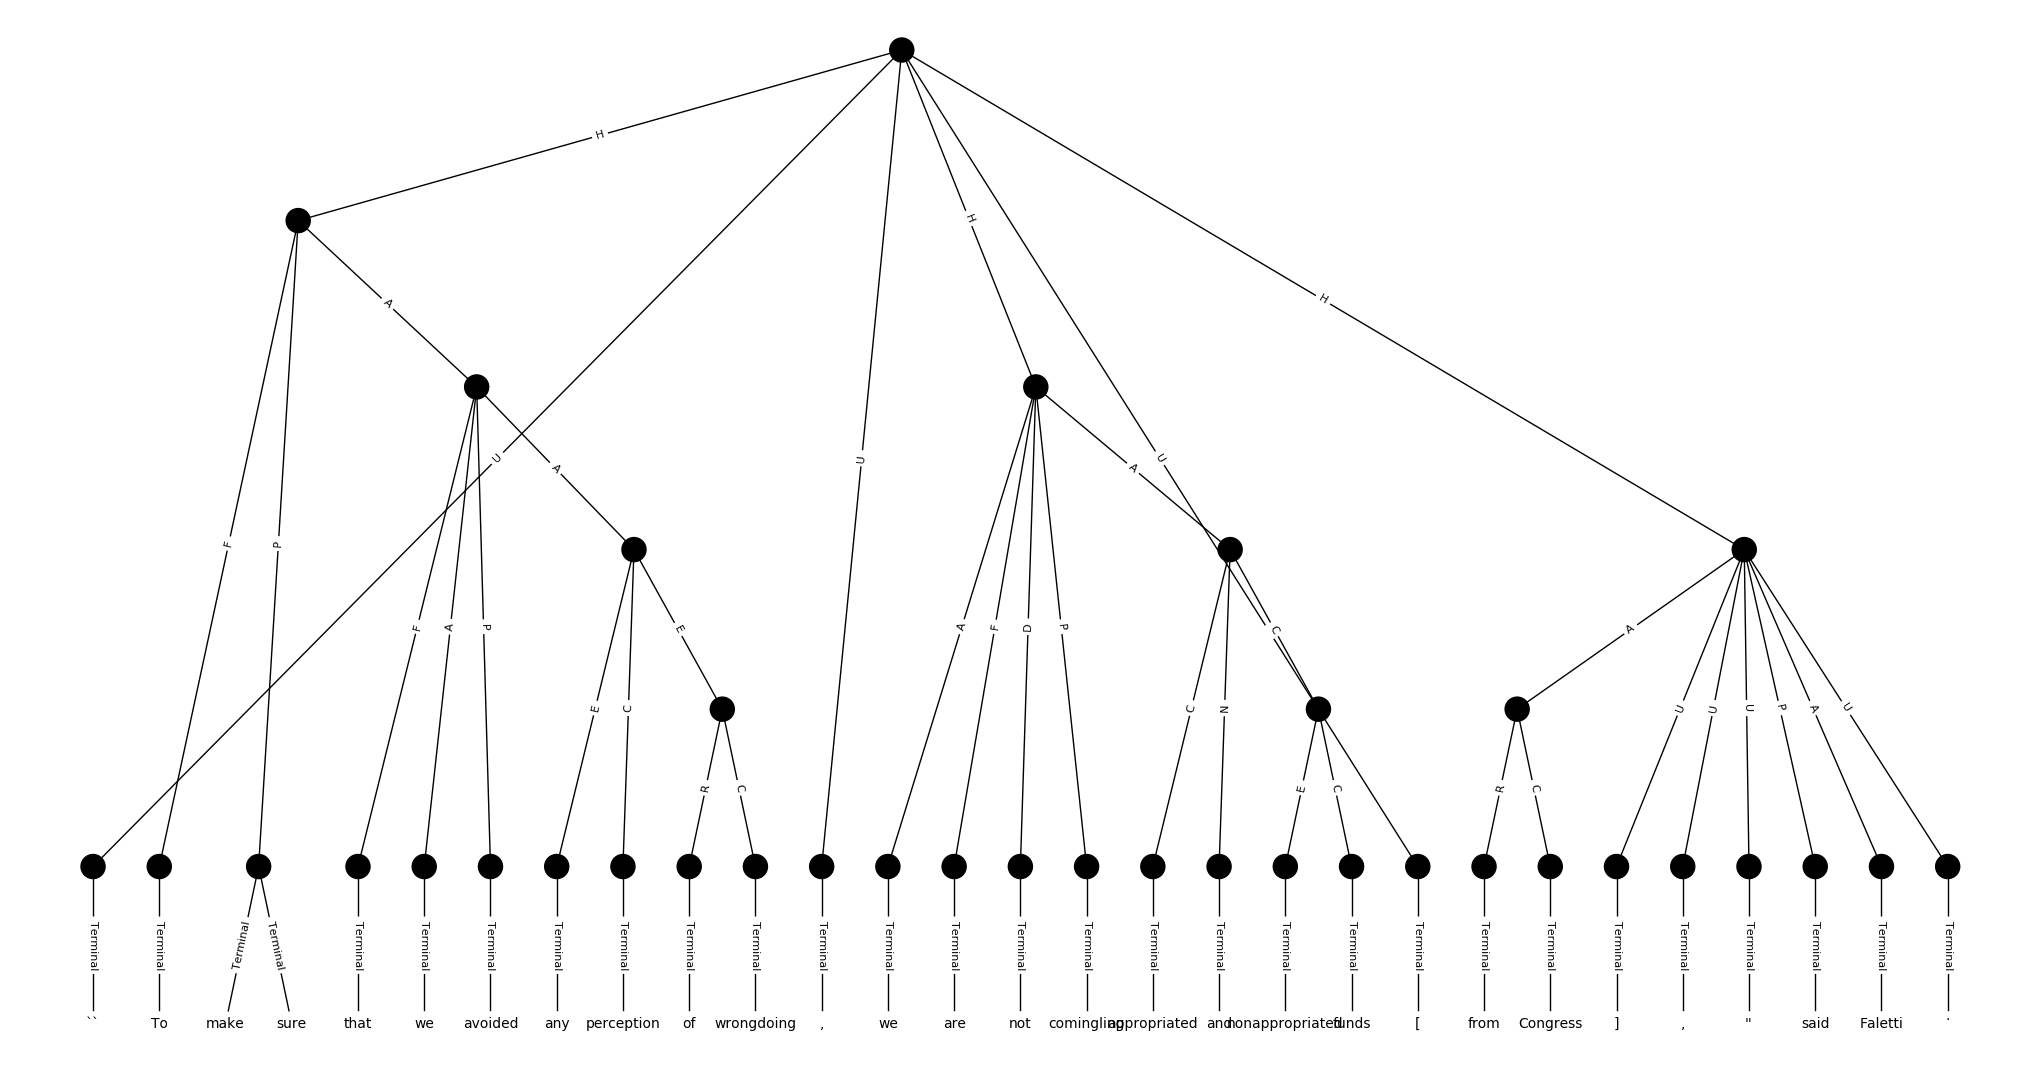 H
H
A
H
U
U
A
A
U
F
P
F
A
P
E
A
F
D
P
C
A
E
C
C
N
U
U
U
P
A
U
R
C
E
C
R
C
Terminal Terminal Terminal Terminal Terminal Terminal Terminal Terminal Terminal Terminal Terminal Terminal Terminal Terminal Terminal Terminal Terminal Terminal Terminal Terminal Terminal Terminal Terminal Terminal Terminal Terminal Terminal Terminal Terminal
`` To make sure that we avoided any perception of wrongdoing , we are not comingling appropriated and nonappropriated funds [ from Congress ] , " said Faletti .